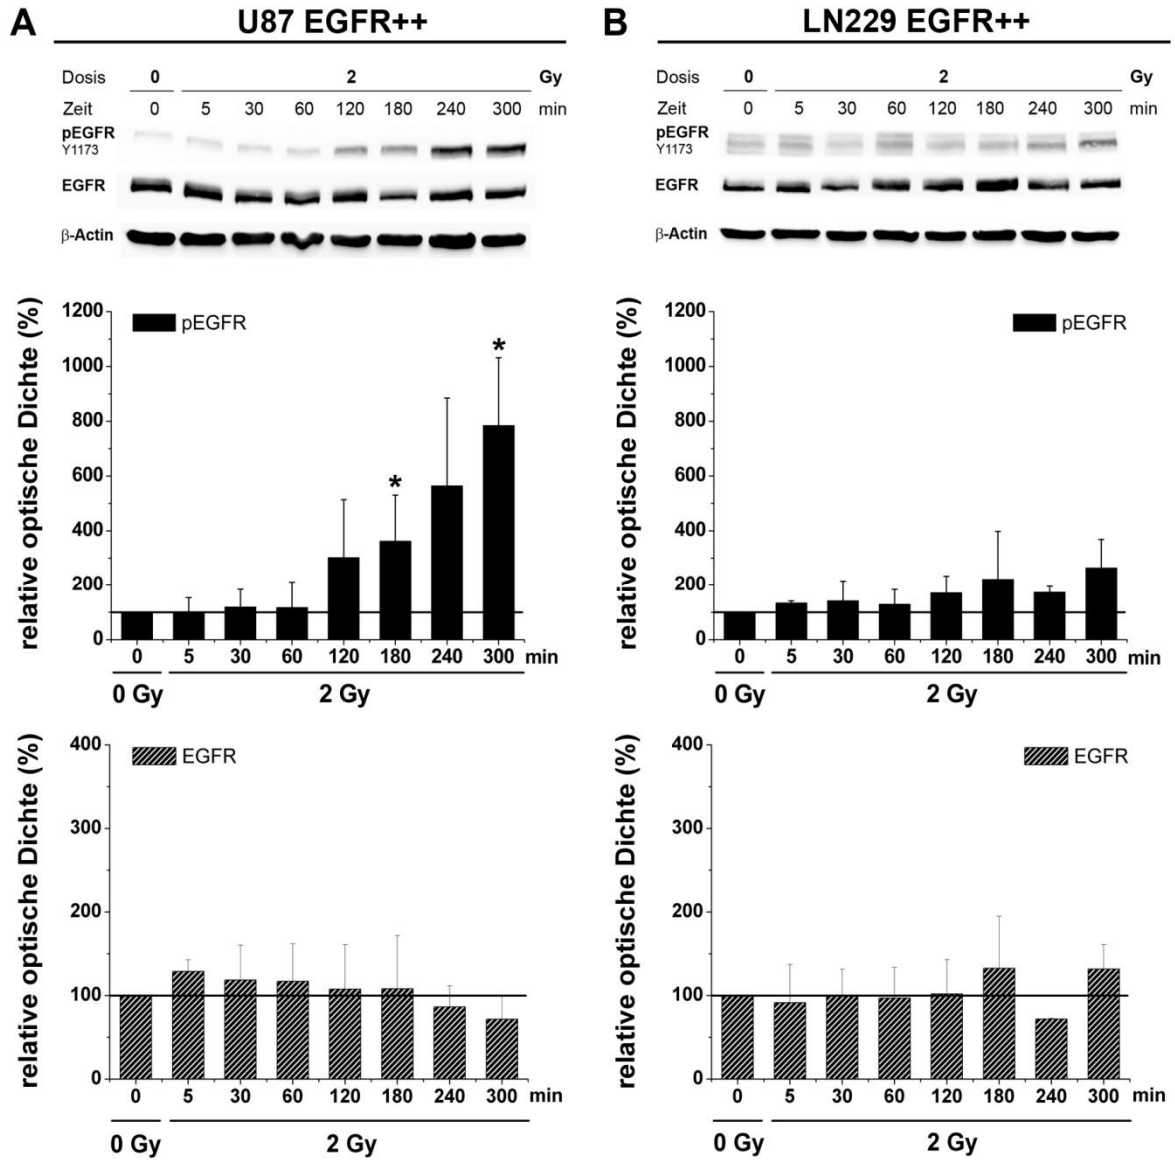 A U87 EGFR++
Dosis 0 2 Gy
Zeit 0 5 30 60 120 180 240 300 min
pEGFR
Y1173
EGFR
β-Actin
relative optische Dichte (%)
1200
1000
800
600
400
200
0
pEGFR
*
*
0 5 30 60 120 180 240 300 min
0 Gy 2 Gy
relative optische Dichte (%)
400
300
200
100
0
EGFR
0 5 30 60 120 180 240 300 min
0 Gy 2 Gy
B LN229 EGFR++
Dosis 0 2 Gy
Zeit 0 5 30 60 120 180 240 300 min
pEGFR
Y1173
EGFR
β-Actin
relative optische Dichte (%)
1200
1000
800
600
400
200
0
pEGFR
0 5 30 60 120 180 240 300 min
0 Gy 2 Gy
relative optische Dichte (%)
400
300
200
100
0
EGFR
0 5 30 60 120 180 240 300 min
0 Gy 2 Gy